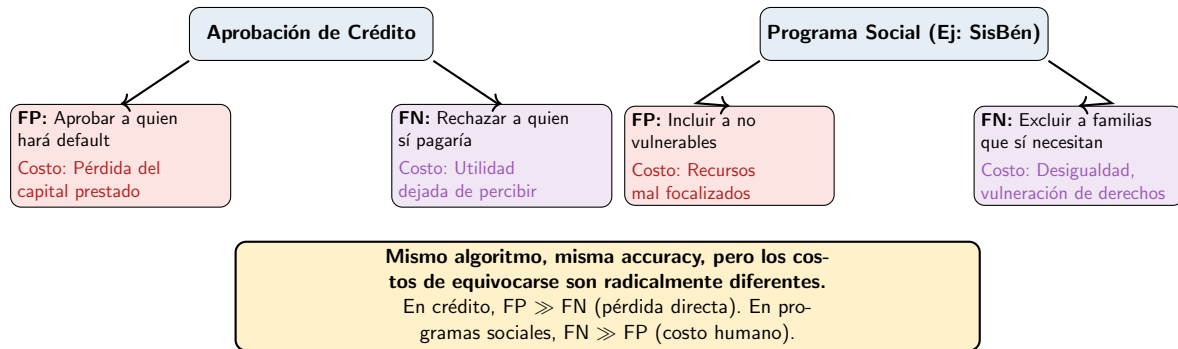 Aprobación de Crédito
Programa Social (Ej: SisBén)
FP: Aprobar a quien
hará default
Costo: Pérdida del
capital prestado
FN: Rechazar a quien
sí pagaría
Costo: Utilidad
dejada de percibir
FP: Incluir a no
vulnerables
Costo: Recursos
mal focalizados
FN: Excluir a familias
que sí necesitan
Costo: Desigualdad,
vulneración de derechos
Mismo algoritmo, misma accuracy, pero los cos-
tos de equivocarse son radicalmente diferentes.
En crédito, FP ≫ FN (pérdida directa). En pro-
gramas sociales, FN ≫ FP (costo humano).